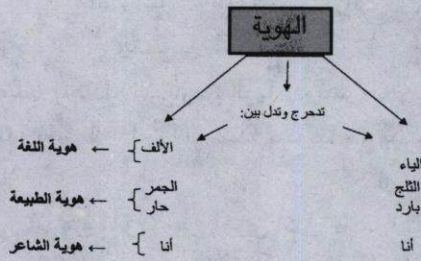 الهوية
تدحرج وتدل بين:
الياء
الثلج
بارد
أنا
الألف } ← هوية اللغة
الجمر
حار } ← هوية الطبيعة
أنا } ← هوية الشاعر